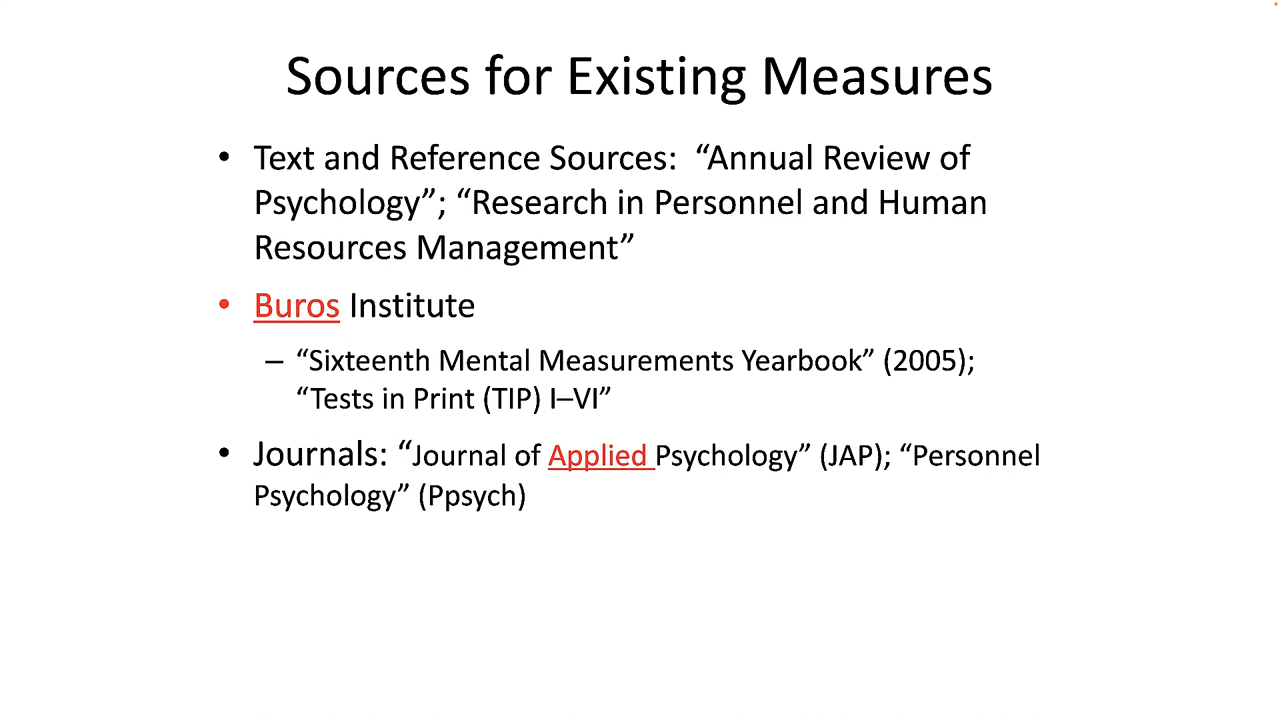 Sources for Existing Measures
• Text and Reference Sources:  “Annual Review of
Psychology”; “Research in Personnel and Human
Resources Management”
• Buros Institute
– “Sixteenth Mental Measurements Yearbook” (2005);
“Tests in Print (TIP) I–VI”
• Journals: “Journal of Applied Psychology” (JAP); “Personnel
Psychology” (Ppsych)